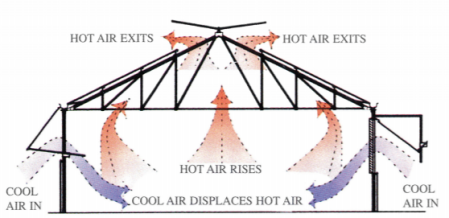 HOT AIR EXITS
HOT AIR EXITS
HOT AIR RISES
COOL
AIR IN
COOL AIR DISPLACES HOT AIR
COOL
AIR IN